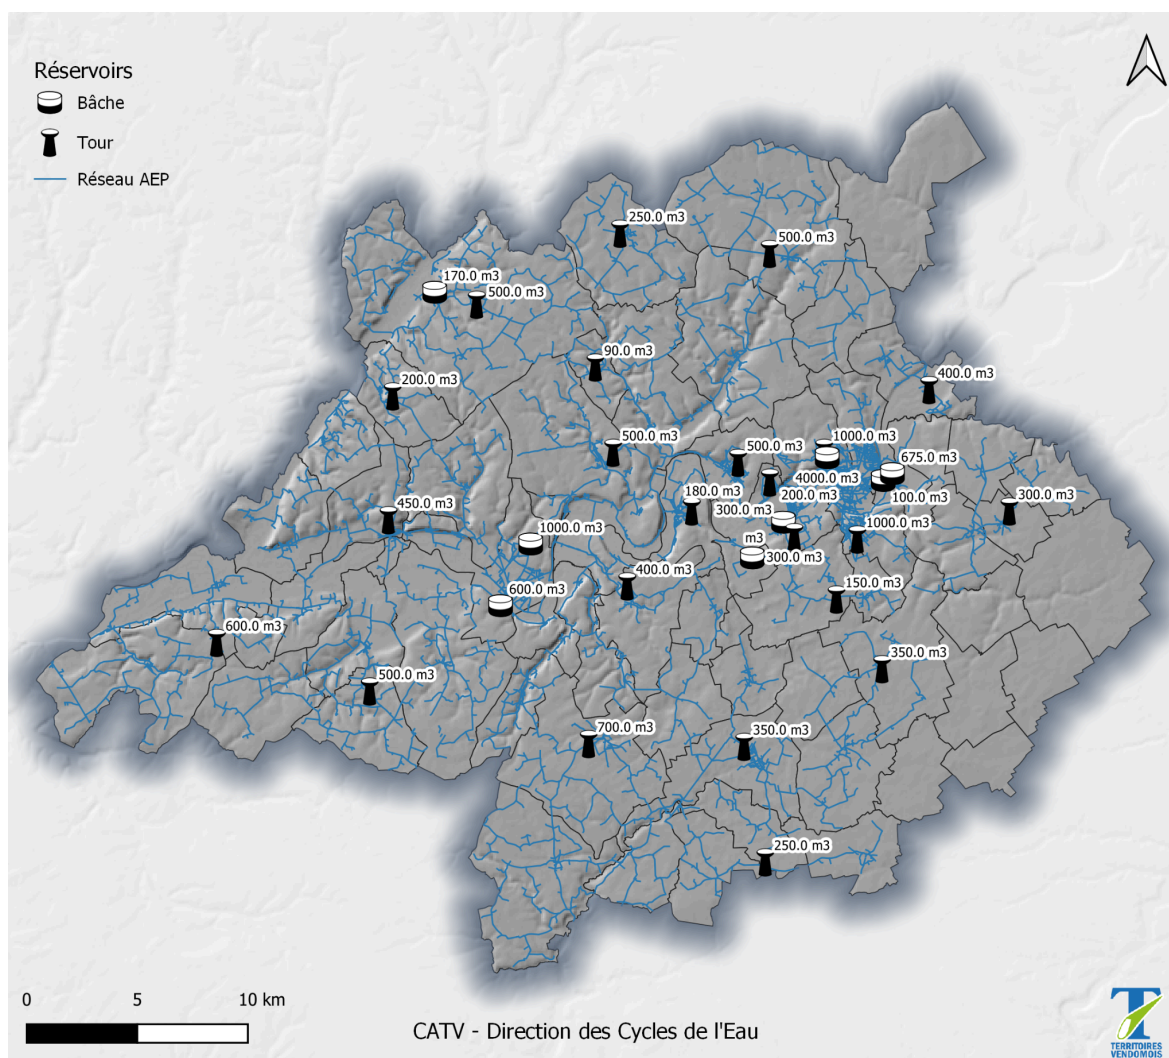 Réservoirs
Bâche
Tour
Réseau AEP
250.0 m3
500.0 m3
170.0 m3
500.0 m3
90.0 m3
200.0 m3
400.0 m3
500.0 m3
500.0 m3
1000.0 m3
675.0 m3
4000.0 m3
200.0 m3
100.0 m3
180.0 m3
300.0 m3
300.0 m3
450.0 m3
1000.0 m3
1000.0 m3
m3
300.0 m3
400.0 m3
600.0 m3
150.0 m3
600.0 m3
500.0 m3
350.0 m3
700.0 m3
350.0 m3
250.0 m3
0 5 10 km
CATV - Direction des Cycles de l'Eau
TERRITOIRES
VENDOMOIS